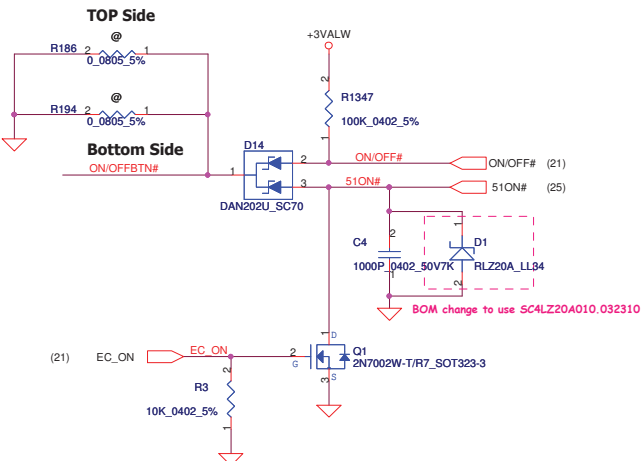 TOP Side
@
R186 2 1
0_0805_5%
@
R194 2 1
0_0805_5%
Bottom Side
ON/OFFBTN# 1
+3VALW
2
R1347
100K_0402_5%
1
D14
2 ON/OFF# ON/OFF# (21)
3 51ON# 51ON# (25)
DAN202U_SC70
2
C4
1000P_0402_50V7K
1
1
D1
RLZ20A_LL34
2
BOM change to use SC4LZ20A010.032310
(21) EC_ON EC_ON 2
G
1 D
Q1
2N7002W-T/R7_SOT323-3
3 S
2
R3
10K_0402_5%
1